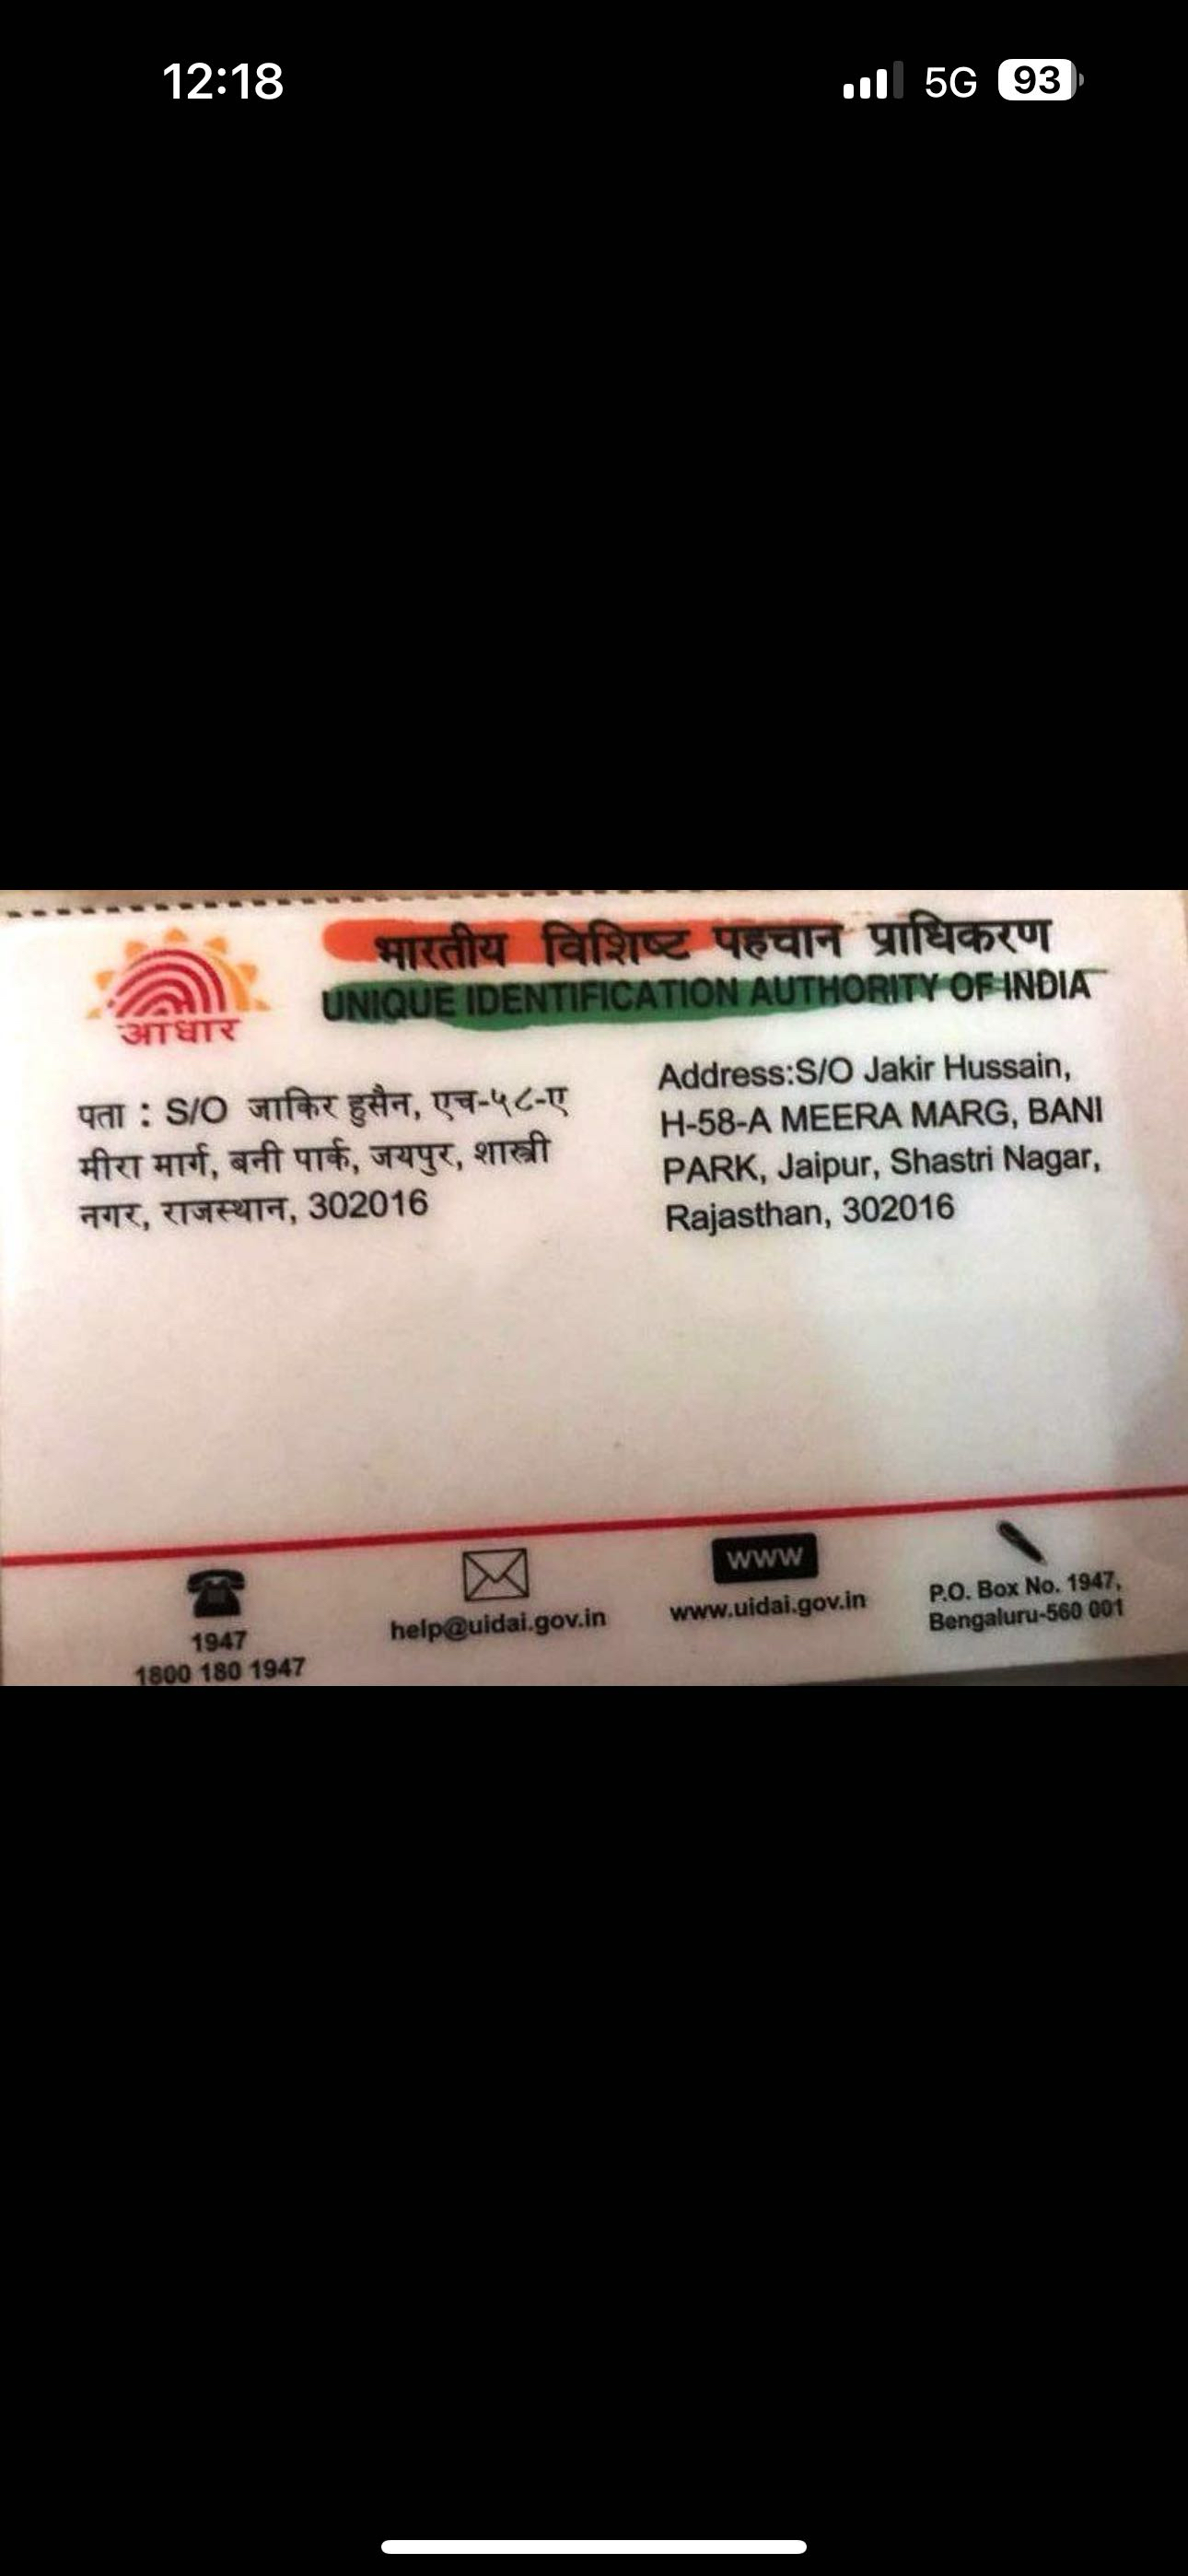 12:18
5G 93
भारतीय विशिष्ट पहचान प्राधिकरण
UNIQUE IDENTIFICATION AUTHORITY OF INDIA
आधार
पता : S/O जाकिर हुसैन, एच-५८-ए
मीरा मार्ग, बनी पार्क, जयपुर, शास्त्री
नगर, राजस्थान, 302016
Address:S/O Jakir Hussain,
H-58-A MEERA MARG, BANI
PARK, Jaipur, Shastri Nagar,
Rajasthan, 302016
1947
1800 180 1947
help@uidai.gov.in
www
www.uidai.gov.in
P.O. Box No. 1947,
Bengaluru-560 001